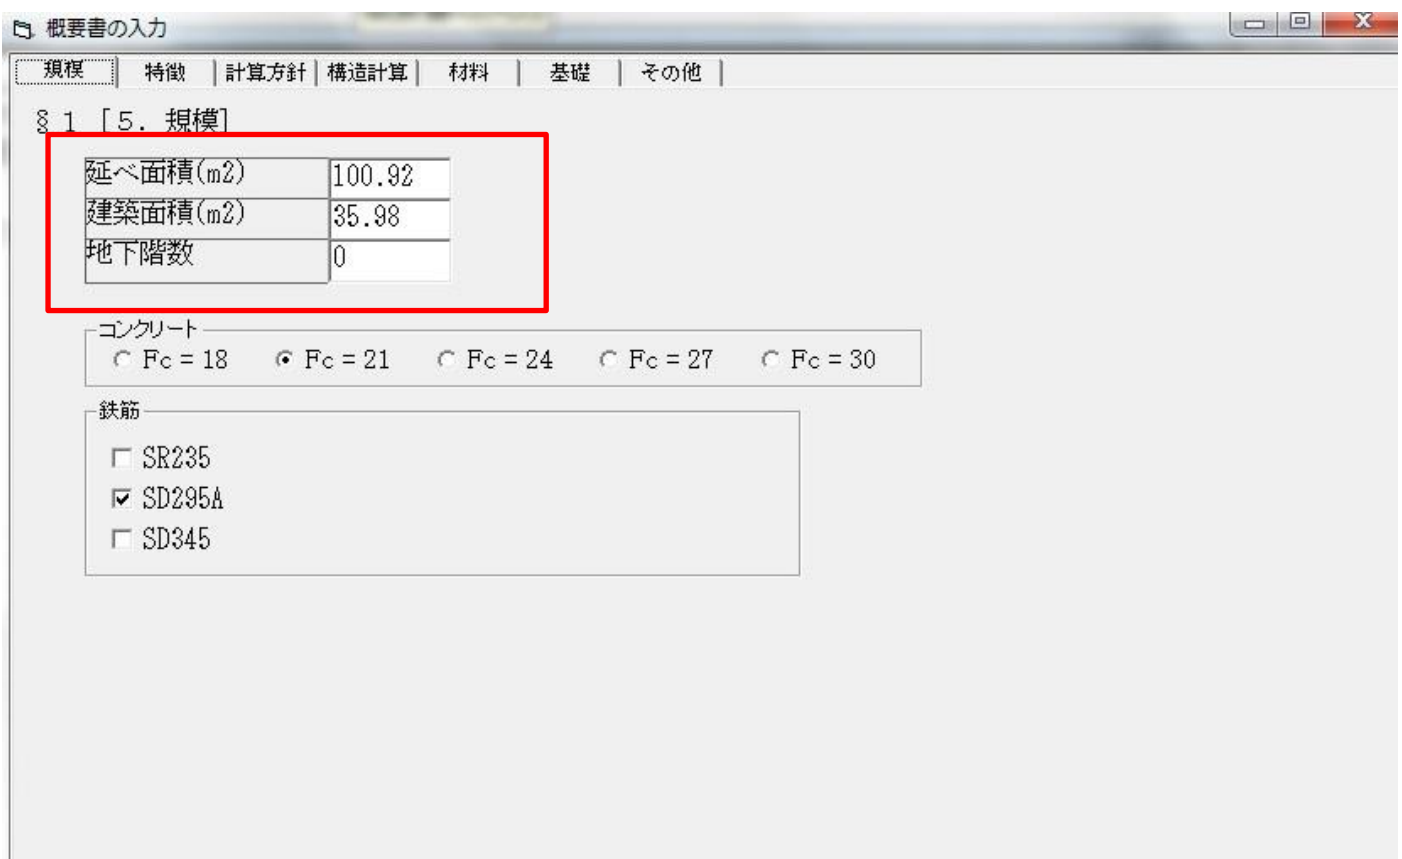 概要書の入力
規模 特徴 計算方針 構造計算 材料 基礎 その他
§1 [5. 規模]
延べ面積(m2) 100.92
建築面積(m2) 35.98
地下階数 0
コンクリート
Fc = 18 Fc = 21 Fc = 24 Fc = 27 Fc = 30
鉄筋
SR235
SD295A
SD345